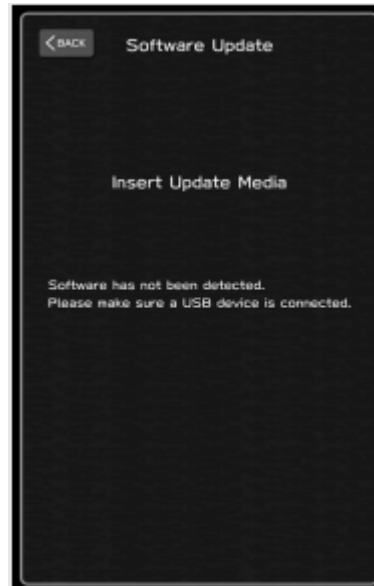 BACK
Software Update
Insert Update Media
Software has not been detected.
Please make sure a USB device is connected.